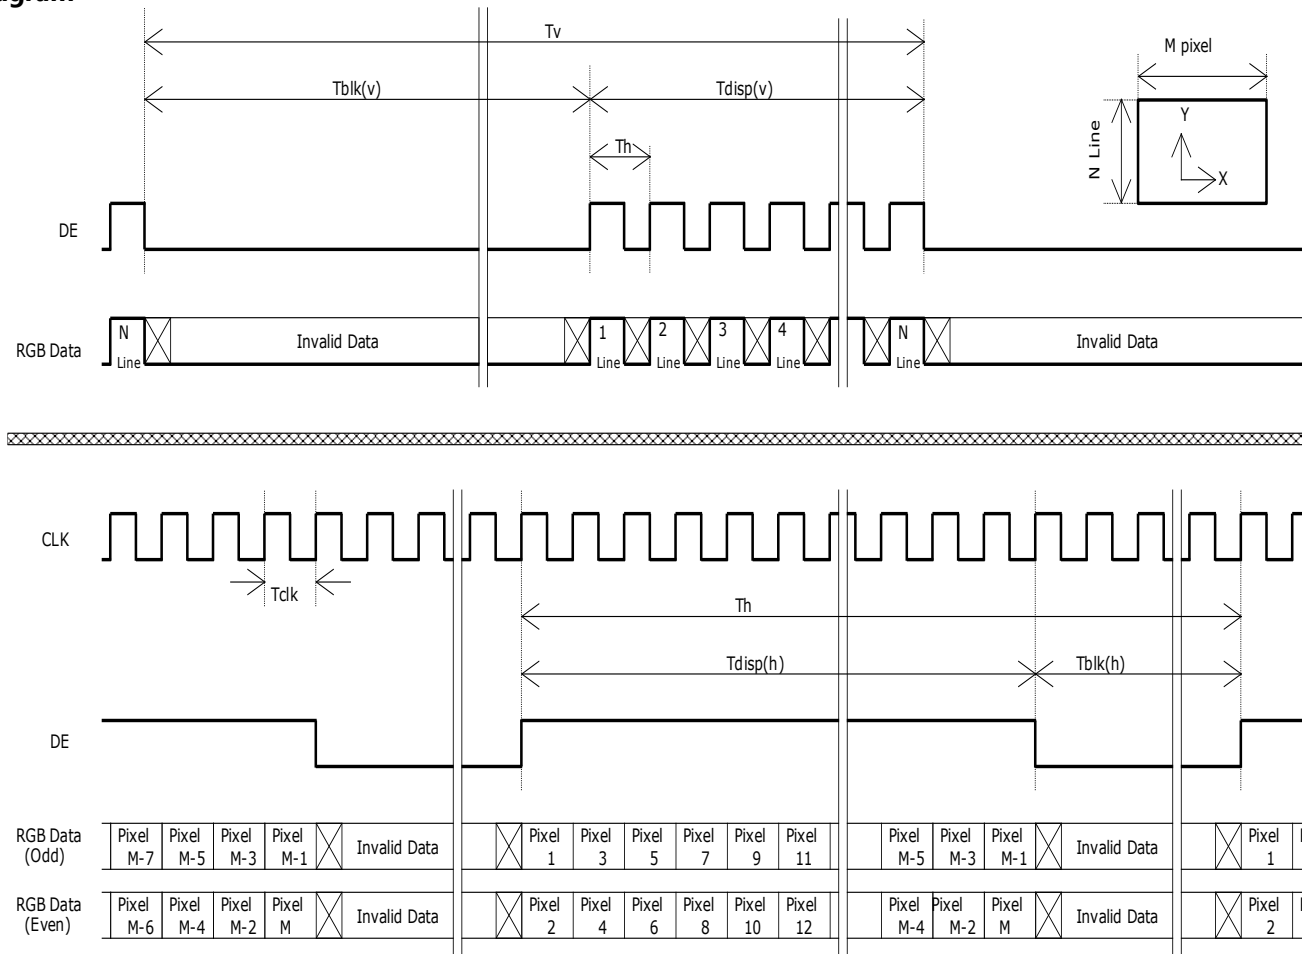 Tv
M pixel
Tblk(v)
Tdisp(v)
Y
Th
N Line
X
DE
N
1
2
3
4
N
RGB Data
Invalid Data
Invalid Data
Line
Line
Line
Line
Line
Line
CLK
Tclk
Th
Tdisp(h)
Tblk(h)
DE
RGB Data
(Odd)
Pixel M-7
Pixel M-5
Pixel M-3
Pixel M-1
Invalid Data
Pixel 1
Pixel 3
Pixel 5
Pixel 7
Pixel 9
Pixel 11
Pixel M-5
Pixel M-3
Pixel M-1
Invalid Data
Pixel 1
RGB Data
(Even)
Pixel M-6
Pixel M-4
Pixel M-2
Pixel M
Invalid Data
Pixel 2
Pixel 4
Pixel 6
Pixel 8
Pixel 10
Pixel 12
Pixel M-4
Pixel M-2
Pixel M
Invalid Data
Pixel 2